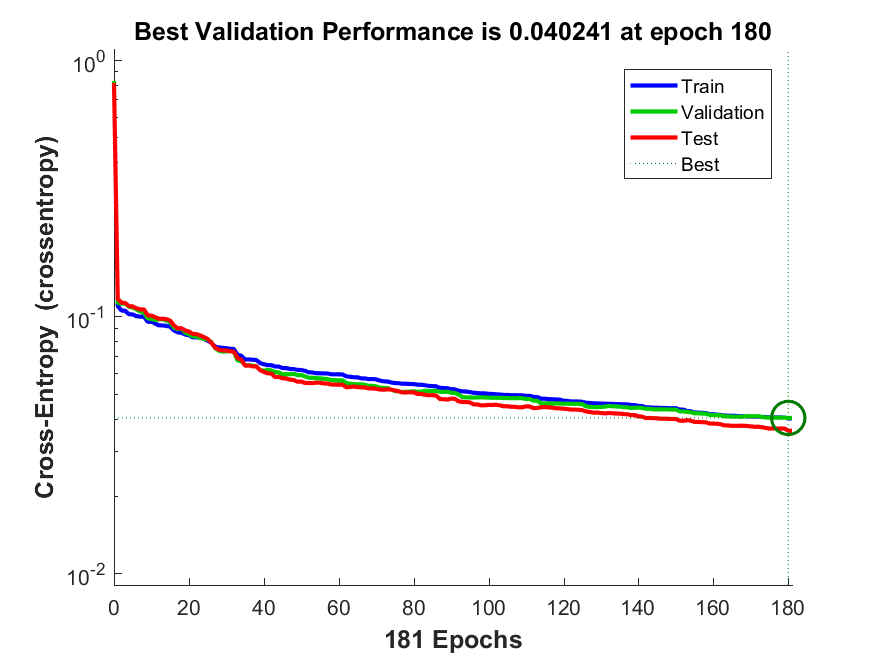 Best Validation Performance is 0.040241 at epoch 180
Train
Validation
Test
Best
Cross-Entropy (crossentropy)
10^0
10^-1
10^-2
0 20 40 60 80 100 120 140 160 180
181 Epochs